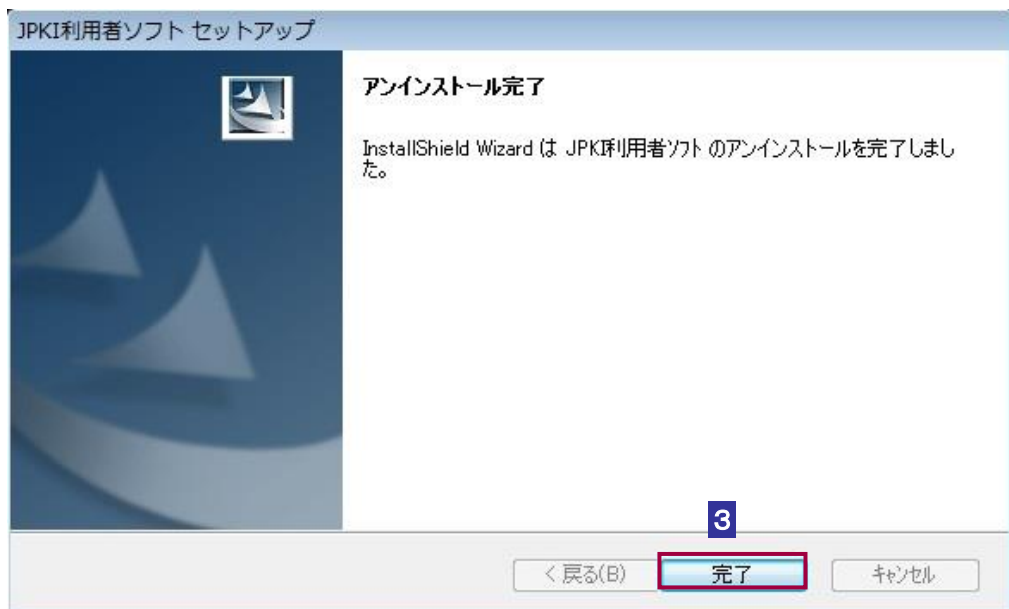 JPKI利用者ソフト セットアップ
アンインストール完了
InstallShield Wizard は JPKI利用者ソフト のアンインストールを完了しまし
た。
3
< 戻る(B)
完了
キャンセル